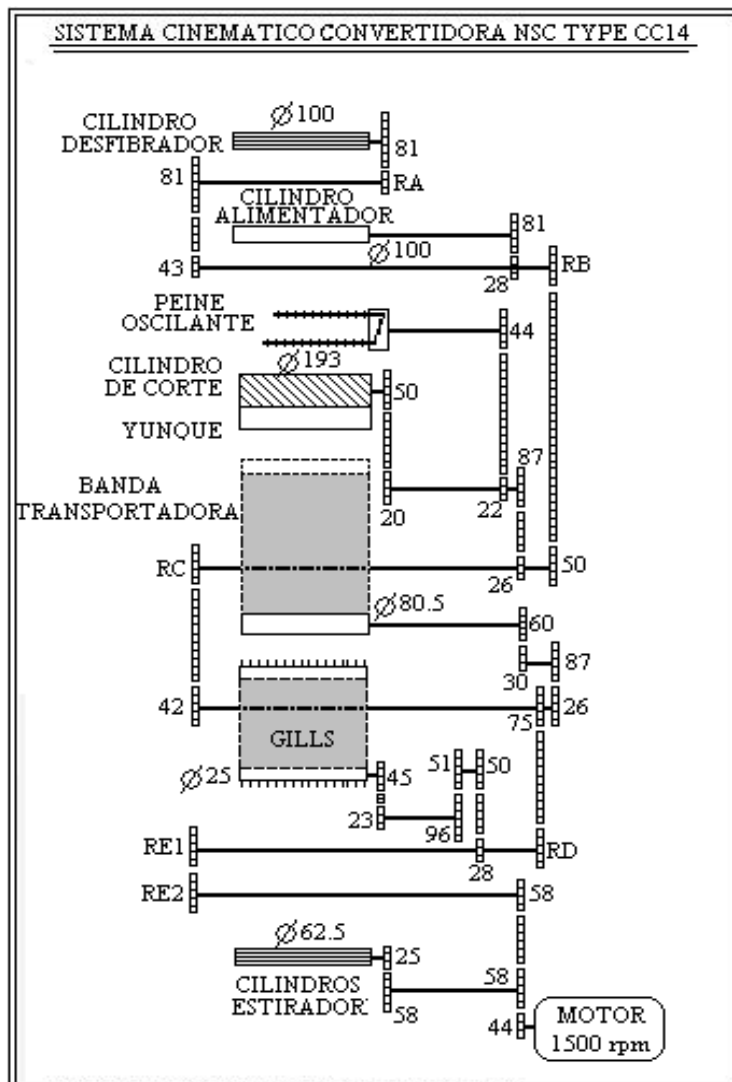 SISTEMA CINEMATICO CONVERTIDORA NSC TYPE CC14
Ø100
CILINDRO
DESFIBRADOR
81
81
RA
CILINDRO
ALIMENTADOR
81
Ø100
43
28
RB
PEINE
OSCILANTE
44
Ø193
CILINDRO
DE CORTE
50
YUNQUE
87
BANDA
TRANSPORTADORA
20
22
RC
26
50
Ø80.5
60
30
87
42
75
26
GILLS
Ø25
45
51
50
23
96
RE1
28
RD
RE2
58
Ø62.5
25
CILINDROS
ESTIRADOR
58
58
44
MOTOR
1500 rpm